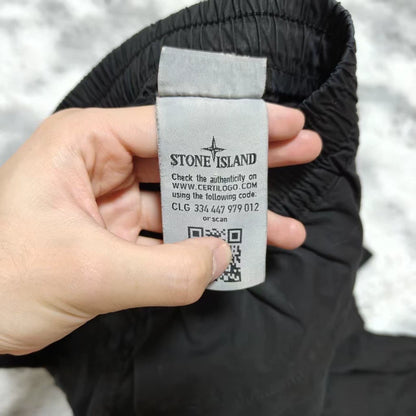 STONE ISLAND
Check the authenticity on
WWW.CERTILOGO.COM
using the following code:
CLG 334 447 979 012
or scan